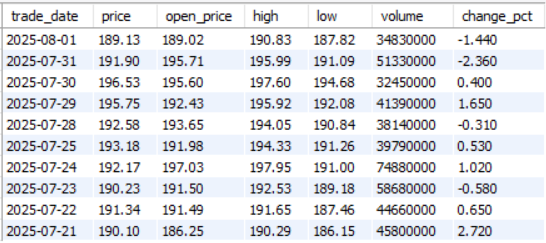 trade_date price open_price high low volume change_pct
2025-08-01 189.13 189.02 190.83 187.82 34830000 -1.440
2025-07-31 191.90 195.71 195.99 191.09 51330000 -2.360
2025-07-30 196.53 195.60 197.60 194.68 32450000 0.400
2025-07-29 195.75 192.43 195.92 192.08 41390000 1.650
2025-07-28 192.58 193.65 194.05 190.84 38140000 -0.310
2025-07-25 193.18 191.98 194.33 191.26 39790000 0.530
2025-07-24 192.17 197.03 197.95 191.00 74880000 1.020
2025-07-23 190.23 191.50 192.53 189.18 58680000 -0.580
2025-07-22 191.34 191.49 191.65 187.46 44660000 0.650
2025-07-21 190.10 186.25 190.29 186.15 45800000 2.720